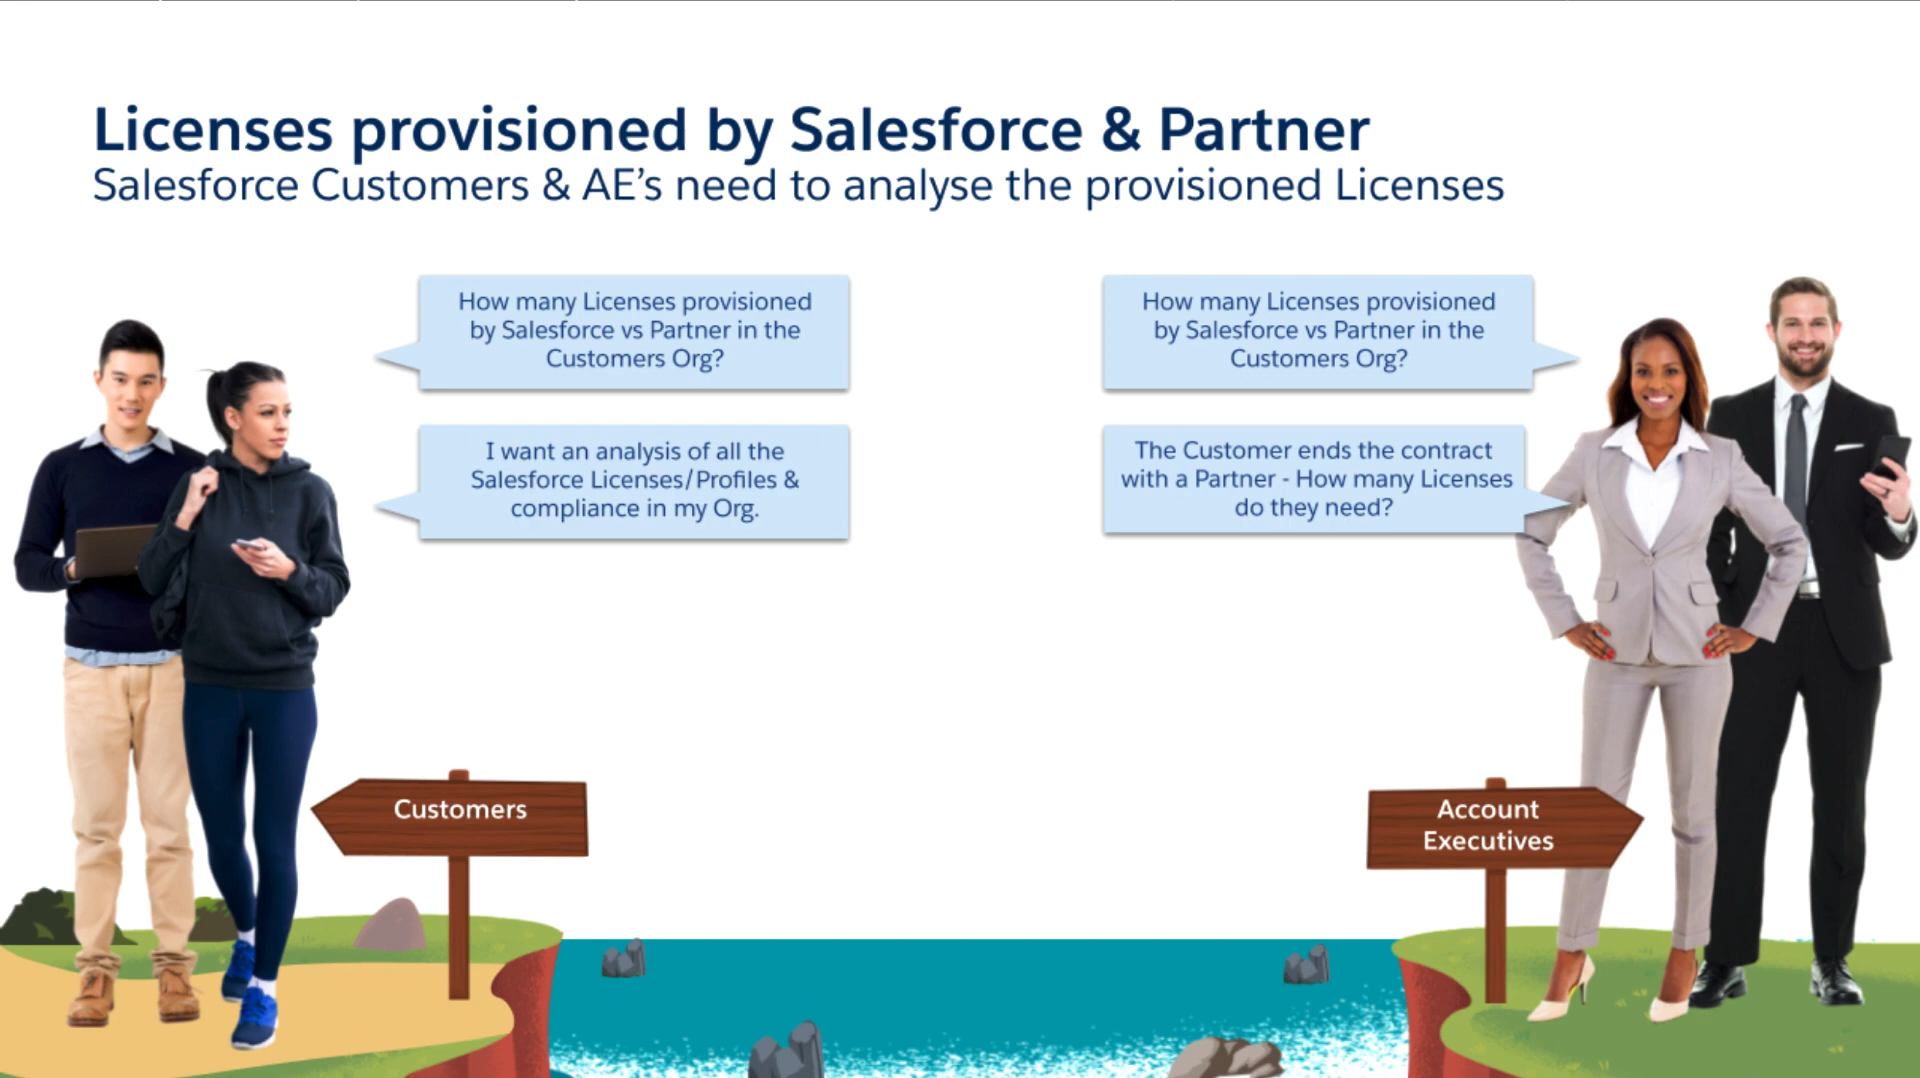 Licenses provisioned by Salesforce & Partner
Salesforce Customers & AE’s need to analyse the provisioned Licenses
How many Licenses provisioned
by Salesforce vs Partner in the
Customers Org?
I want an analysis of all the
Salesforce Licenses/Profiles &
compliance in my Org.
How many Licenses provisioned
by Salesforce vs Partner in the
Customers Org?
The Customer ends the contract
with a Partner - How many Licenses
do they need?
Customers
Account
Executives